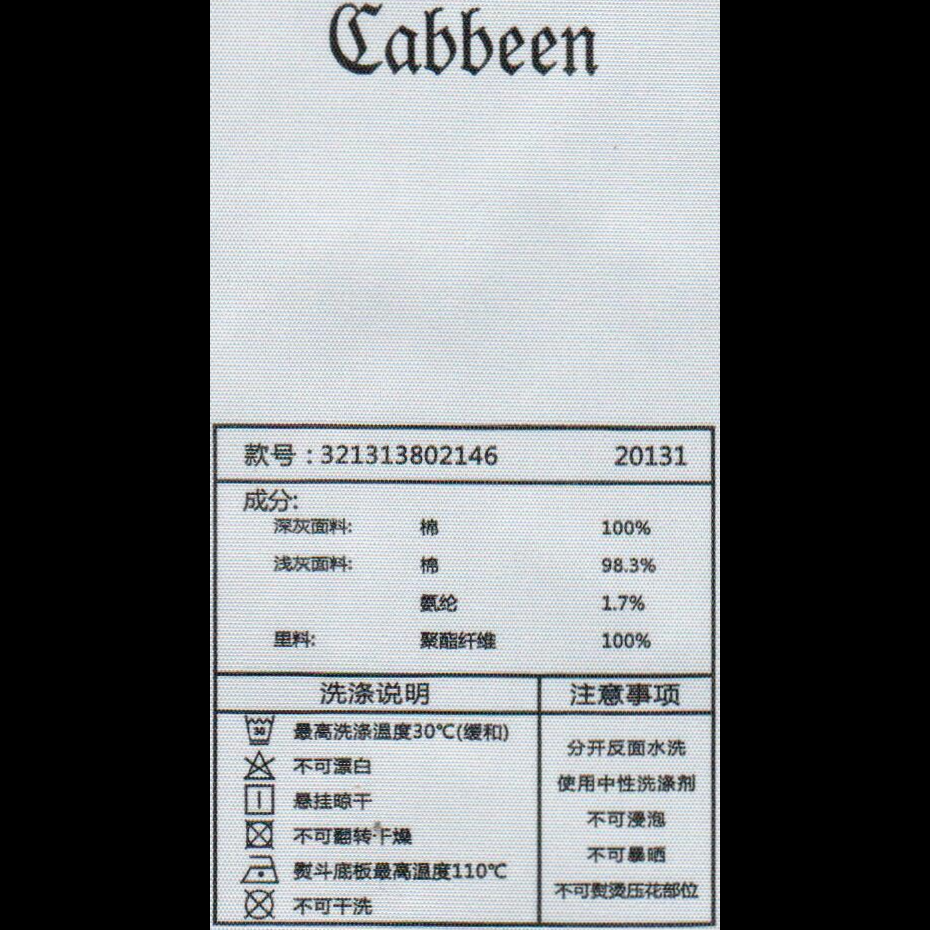 Cabbeen
款号：321313802146 20131
成分:
深灰面料: 棉 100%
浅灰面料: 棉 98.3%
氨纶 1.7%
里料: 聚酯纤维 100%
洗涤说明 注意事项
30 最高洗涤温度30℃(缓和)
不可漂白
悬挂晾干
不可翻转干燥
熨斗底板最高温度110℃
不可干洗
分开反面水洗
使用中性洗涤剂
不可浸泡
不可暴晒
不可熨烫压花部位